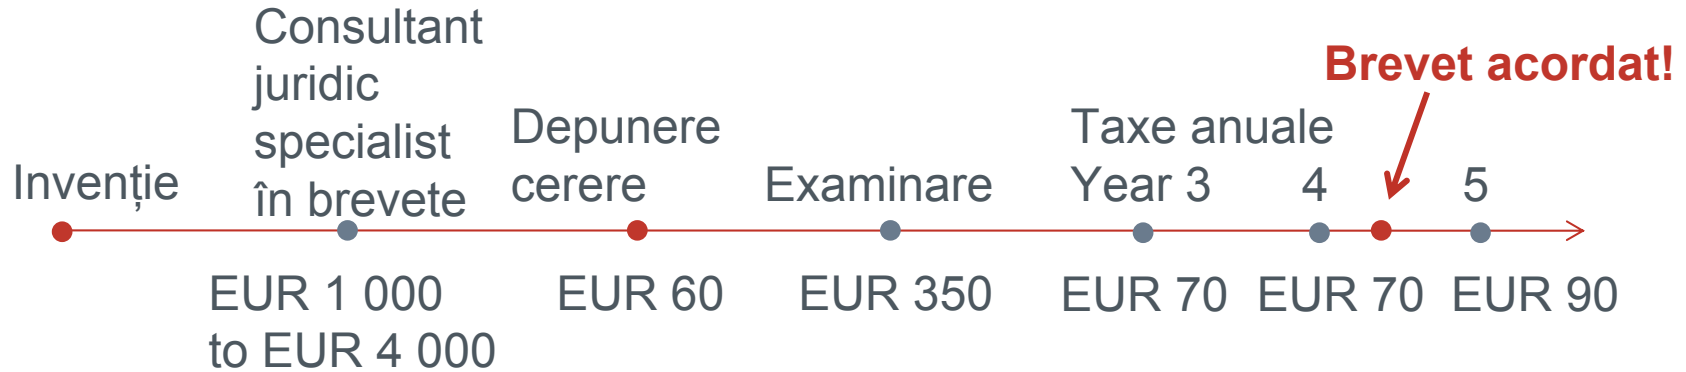 Invenție
Consultant
juridic
specialist
în brevete
Depunere
cerere
Examinare
Taxe anuale
Year 3
4
Brevet acordat!
5
EUR 1 000
to EUR 4 000
EUR 60
EUR 350
EUR 70
EUR 70
EUR 90